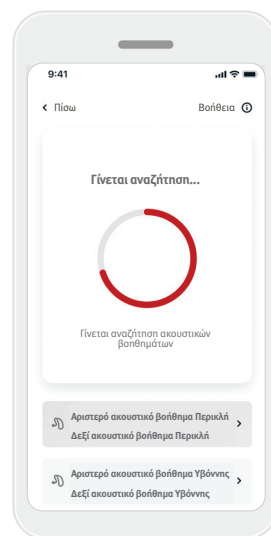 9:41
Πίσω
Βοήθεια
Γίνεται αναζήτηση...
Γίνεται αναζήτηση ακουστικών
βοηθημάτων
Αριστερό ακουστικό βοήθημα Περικλή
Δεξί ακουστικό βοήθημα Περικλή
Αριστερό ακουστικό βοήθημα Υβόννης
Δεξί ακουστικό βοήθημα Υβόννης